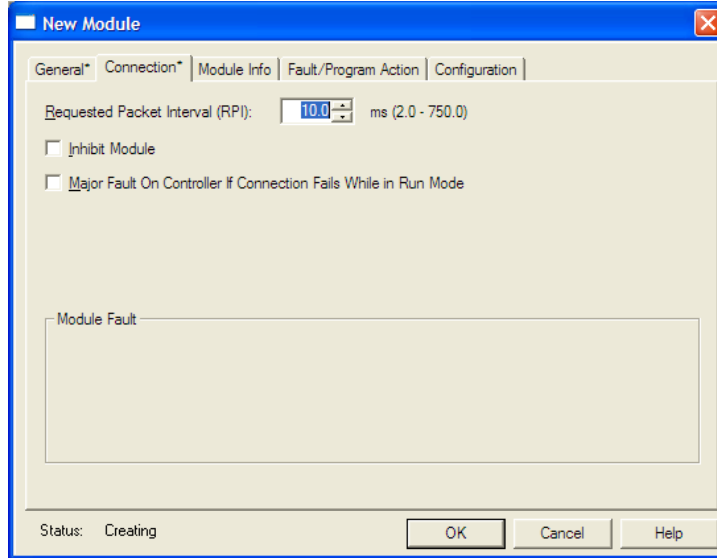 New Module
General* Connection* Module Info Fault/Program Action Configuration
Requested Packet Interval (RPI): 10.0 ms (2.0 - 750.0)
Inhibit Module
Major Fault On Controller If Connection Fails While in Run Mode
Module Fault
Status: Creating OK Cancel Help